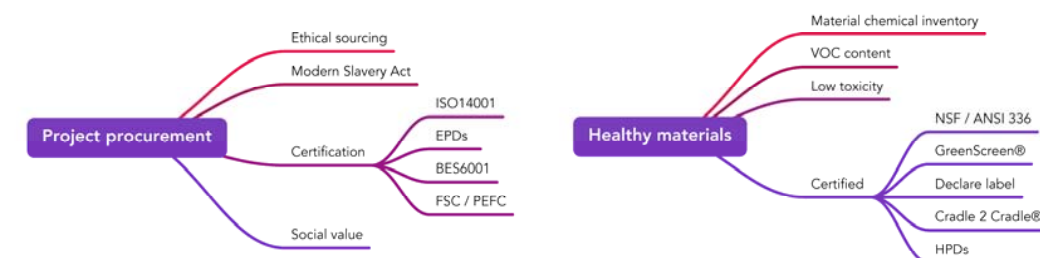 Project procurement
Ethical sourcing
Modern Slavery Act
Certification
ISO14001
EPDs
BES6001
FSC / PEFC
Social value
Healthy materials
Material chemical inventory
VOC content
Low toxicity
Certified
NSF / ANSI 336
GreenScreen®
Declare label
Cradle 2 Cradle®
HPDs